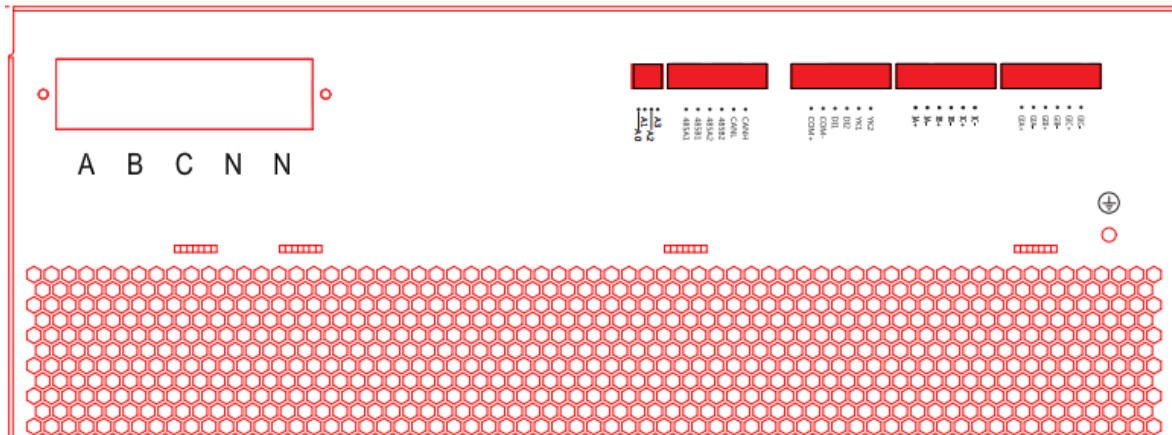 A B C N N
A0
A1
A2
A3
485A1
485B1
485A2
485B2
CANL
CANH
COM+
COM-
DI1
DI2
YK1
YK2
IA+
IA-
IB+
IB-
IC+
IC-